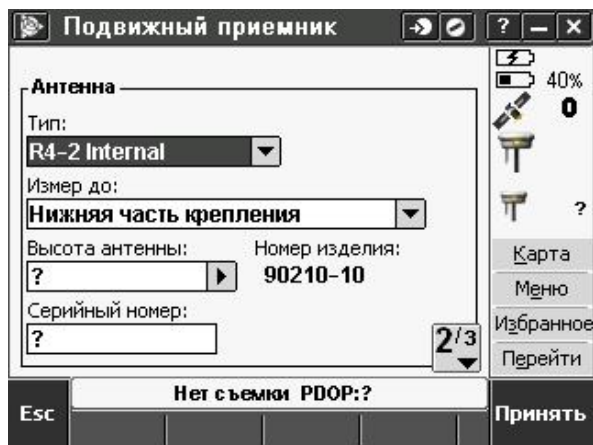 Подвижный приемник
? – ×
40%
0
Антенна
Тип:
R4-2 Internal
Измер до:
Нижняя часть крепления
?
Высота антенны: Номер изделия:
? 90210-10
Серийный номер:
?
2/3
Карта
Меню
Избранное
Перейти
Нет съемки PDOP:?
Esc
Принять